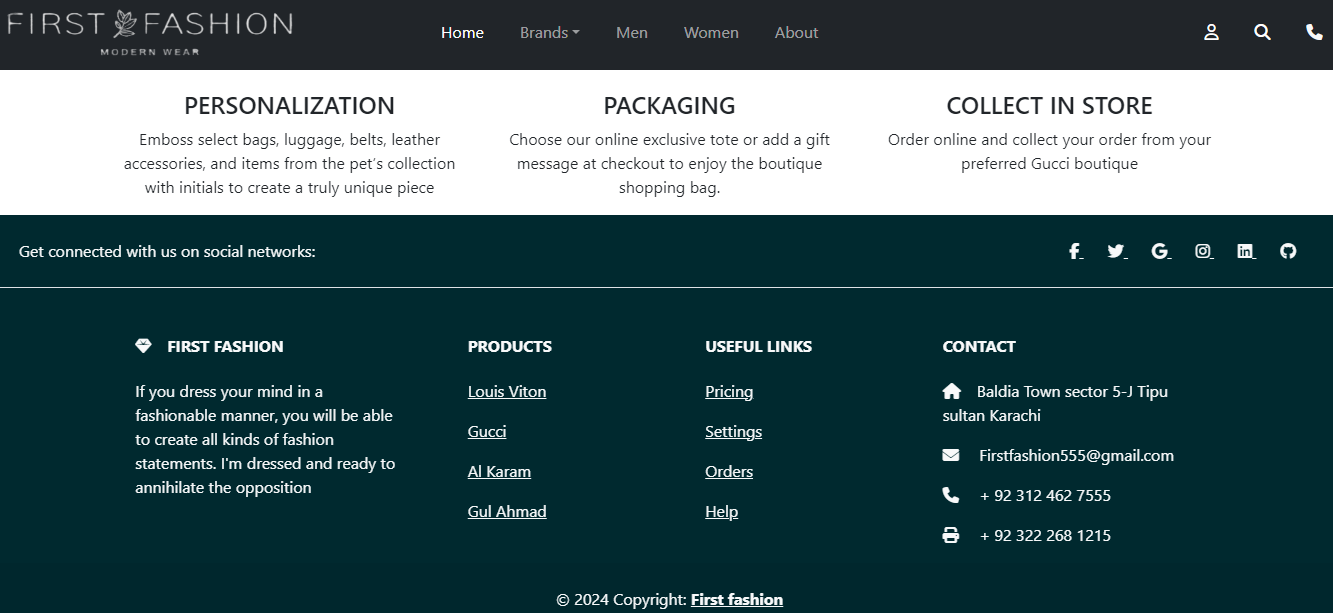 FIRST FASHION
MODERN WEAR
Home Brands Men Women About
PERSONALIZATION
Emboss select bags, luggage, belts, leather
accessories, and items from the pet’s collection
with initials to create a truly unique piece
PACKAGING
Choose our online exclusive tote or add a gift
message at checkout to enjoy the boutique
shopping bag.
COLLECT IN STORE
Order online and collect your order from your
preferred Gucci boutique
Get connected with us on social networks:
FIRST FASHION
If you dress your mind in a
fashionable manner, you will be able
to create all kinds of fashion
statements. I'm dressed and ready to
annihilate the opposition
PRODUCTS
Louis Viton
Gucci
Al Karam
Gul Ahmad
USEFUL LINKS
Pricing
Settings
Orders
Help
CONTACT
Baldia Town sector 5-J Tipu
sultan Karachi
Firstfashion555@gmail.com
+ 92 312 462 7555
+ 92 322 268 1215
© 2024 Copyright: First fashion